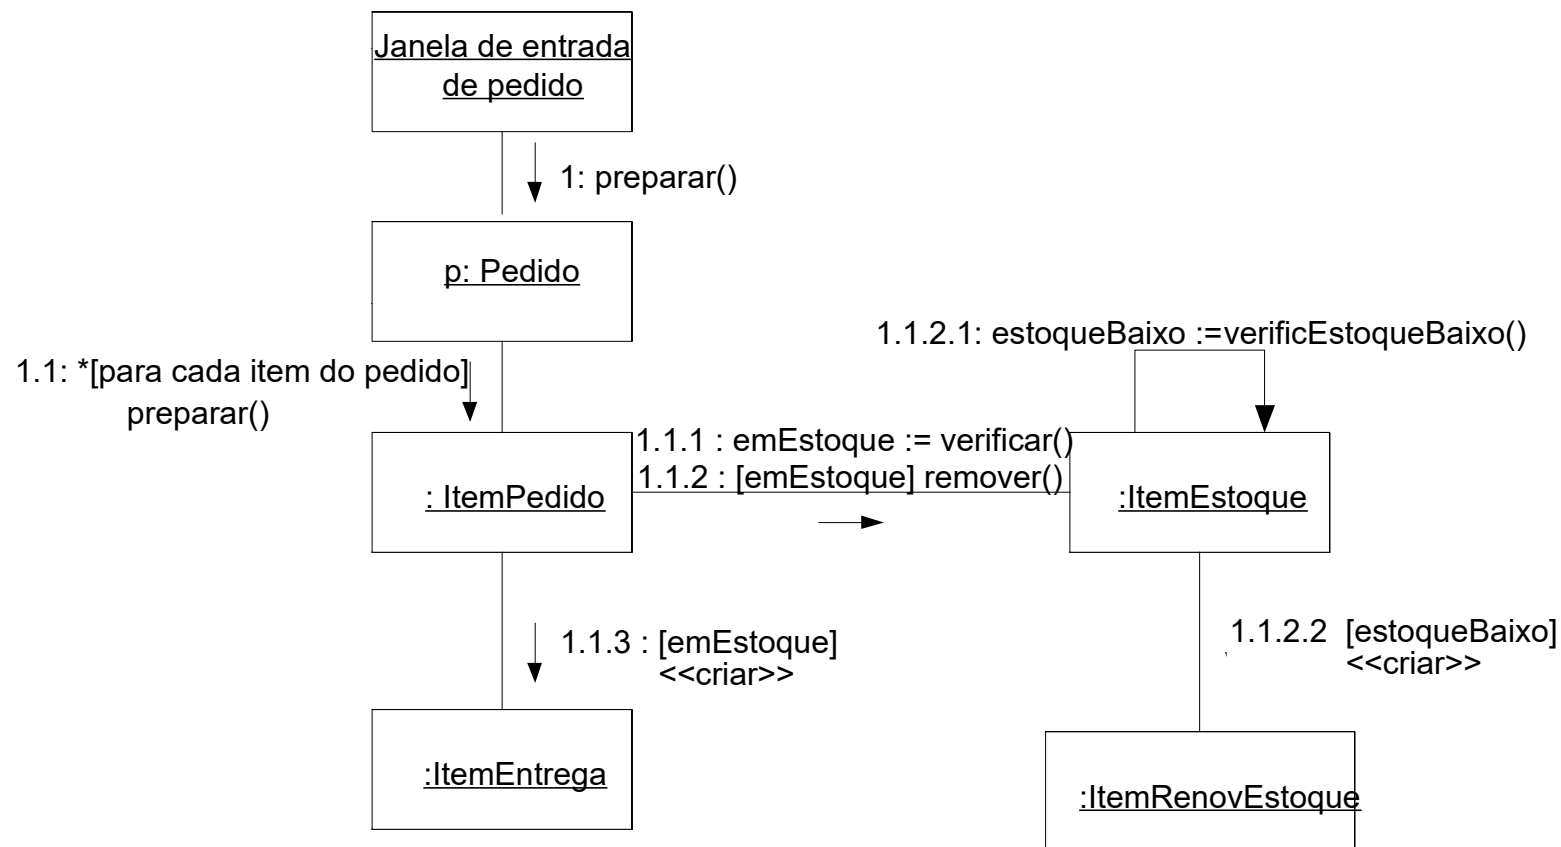 Janela de entrada
de pedido
1: preparar()
p: Pedido
1.1.2.1: estoqueBaixo :=verificEstoqueBaixo()
1.1: *[para cada item do pedido]
preparar()
1.1.1 : emEstoque := verificar()
1.1.2 : [emEstoque] remover()
: ItemPedido
:ItemEstoque
1.1.3 : [emEstoque]
<<criar>>
1.1.2.2 [estoqueBaixo]
<<criar>>
:ItemEntrega
:ItemRenovEstoque